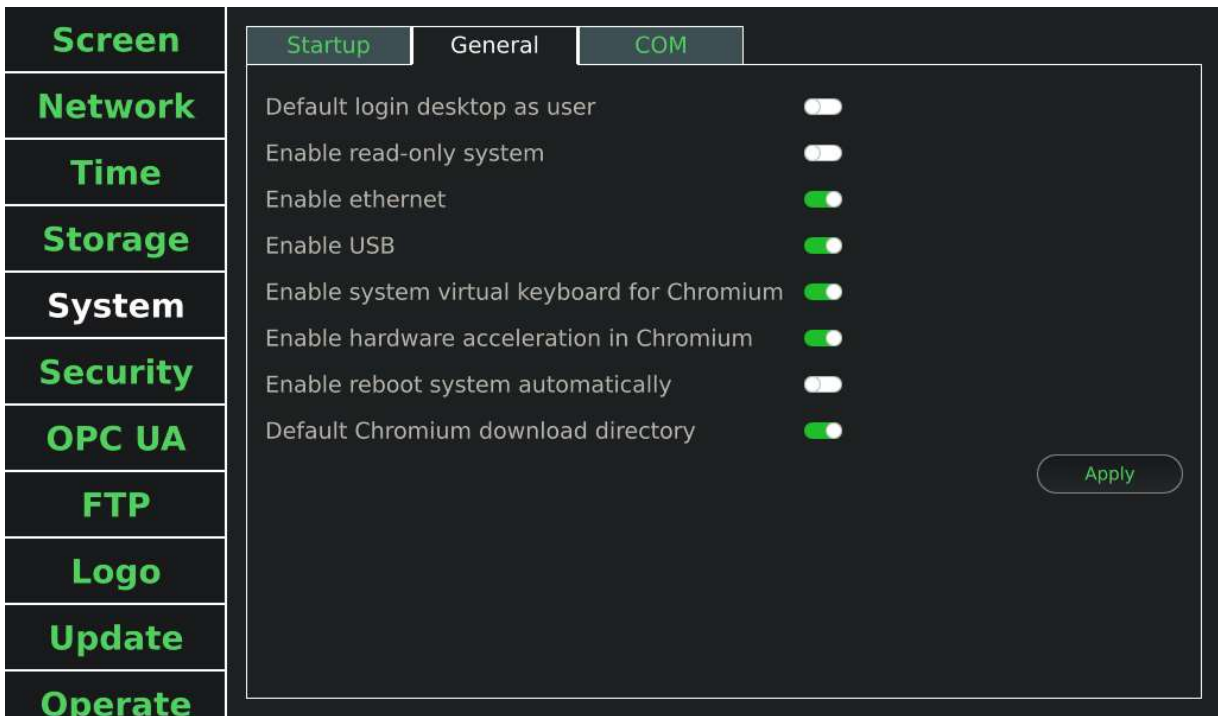 Screen
Network
Time
Storage
System
Security
OPC UA
FTP
Logo
Update
Operate
Startup General COM
Default login desktop as user
Enable read-only system
Enable ethernet
Enable USB
Enable system virtual keyboard for Chromium
Enable hardware acceleration in Chromium
Enable reboot system automatically
Default Chromium download directory
Apply